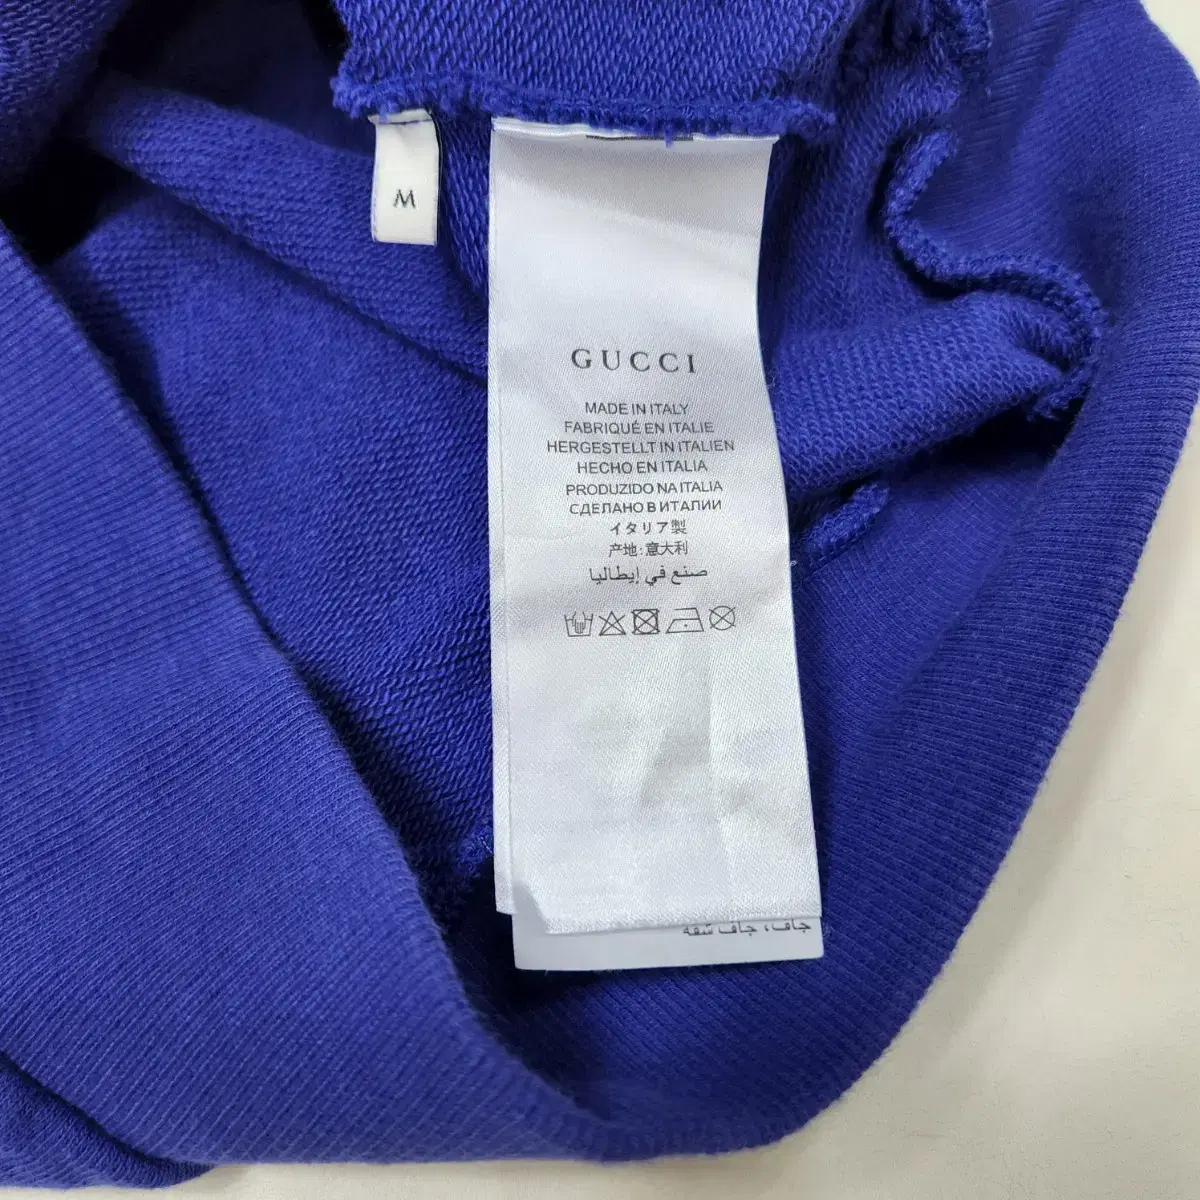 M
GUCCI
MADE IN ITALY
FABRIQUÉ EN ITALIE
HERGESTELLT IN ITALIEN
HECHO EN ITALIA
PRODUZIDO NA ITALIA
СДЕЛАНО В ИТАЛИИ
イタリア製
产地:意大利
صنع في إيطاليا
جاف، جاف شقه